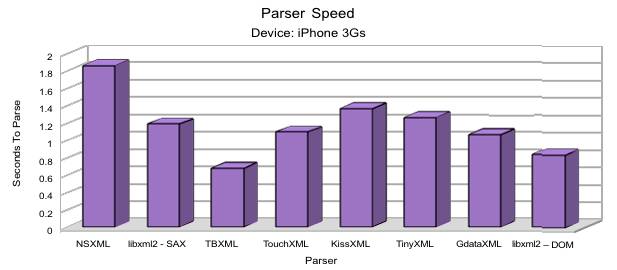 Parser Speed
Device: iPhone 3Gs
Seconds To Parse
2
1.8
1.6
1.4
1.2
1
0.8
0.6
0.4
0.2
0
NSXML libxml2 - SAX TBXML TouchXML KissXML TinyXML GdataXML libxml2 – DOM
Parser